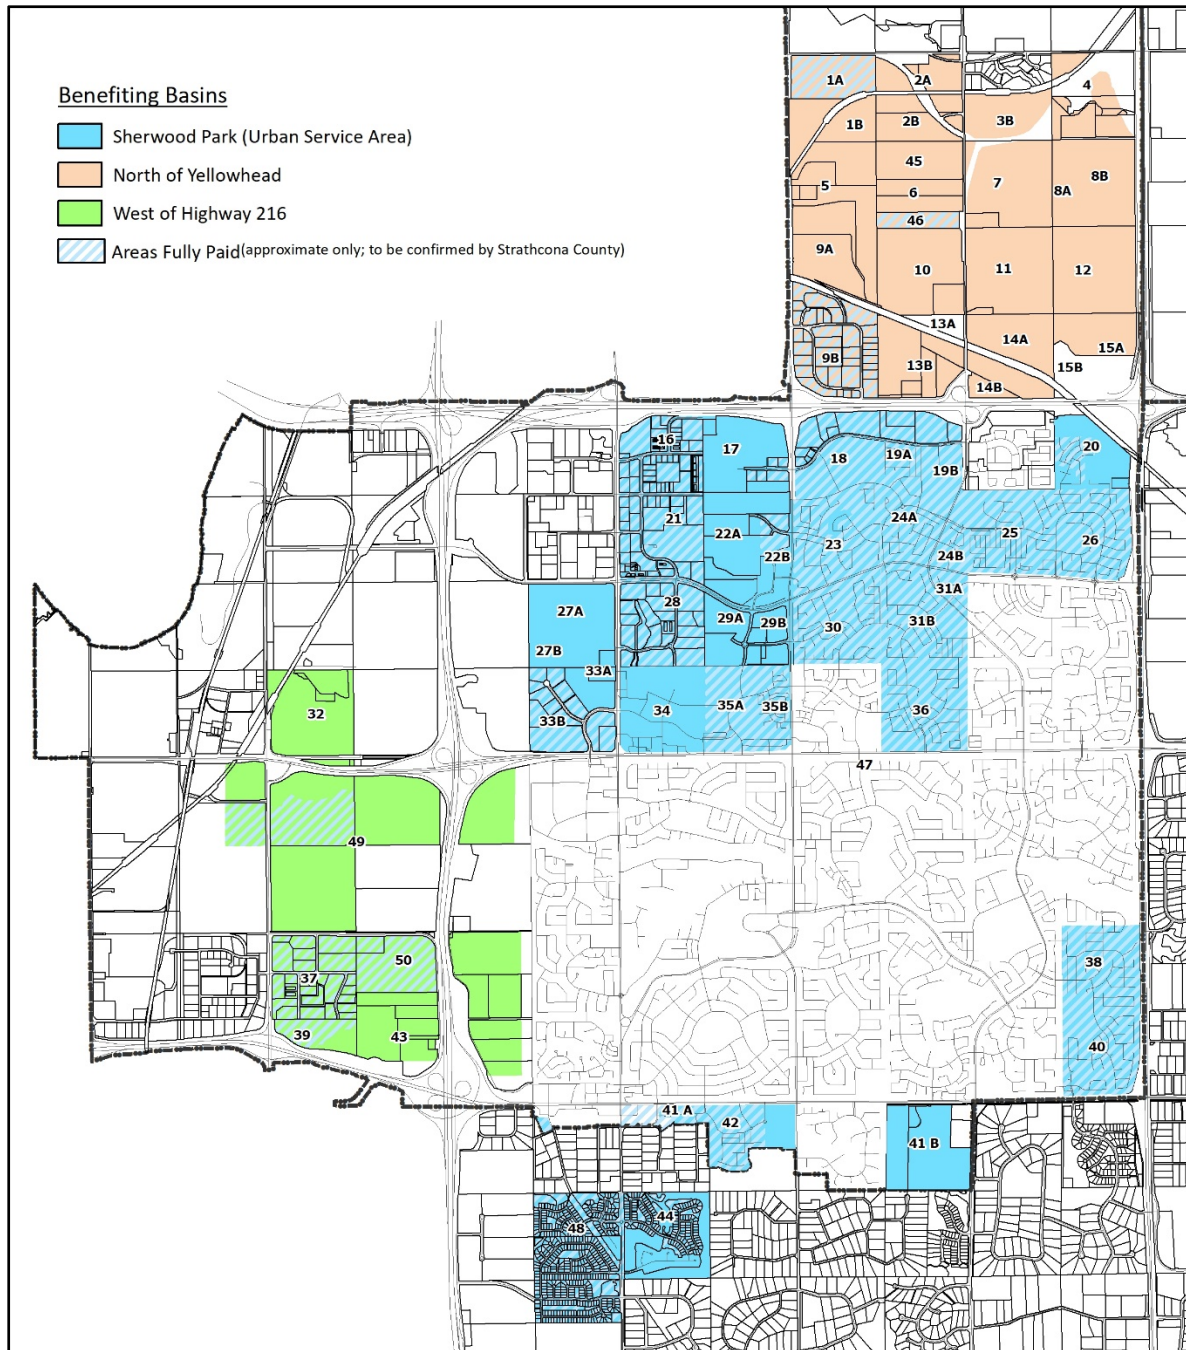 Benefiting Basins
Sherwood Park (Urban Service Area)
North of Yellowhead
West of Highway 216
Areas Fully Paid(approximate only; to be confirmed by Strathcona County)
1A
2A
4
1B
2B
3B
45
5
6
7
8A
8B
46
9A
10
11
12
13A
14A
15A
9B
13B
14B
15B
16
17
18
19A
19B
20
21
22A
22B
23
24A
24B
25
26
27A
27B
28
29A
29B
30
31A
31B
32
33A
33B
34
35A
35B
36
47
49
37
50
38
39
43
40
41 A
42
41 B
48
44